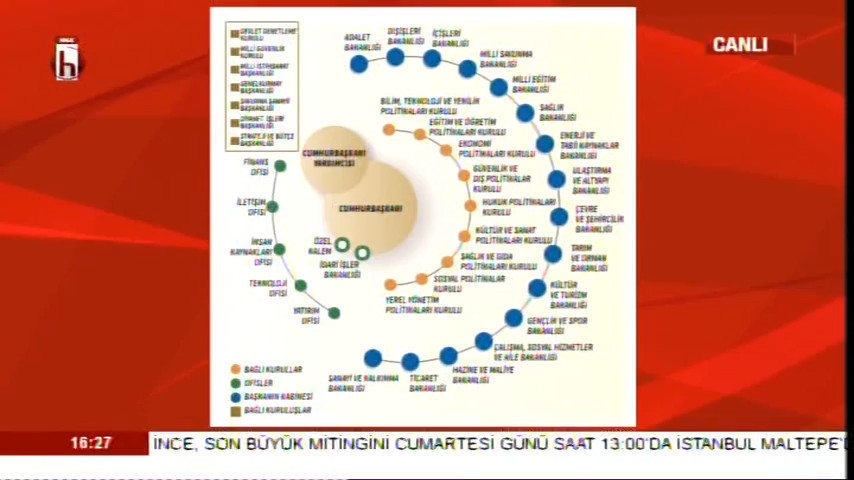 HALK
h
TV
CANLI
DEVLET DENETLEME
KURULU
MİLLİ GÜVENLİK
KURULU
MİLLİ İSTİHBARAT
BAŞKANLIĞI
GENELKURMAY
BAŞKANLIĞI
SAVUNMA SANAYİİ
BAŞKANLIĞI
DİYANET İŞLERİ
BAŞKANLIĞI
STRATEJİ VE BÜTÇE
BAŞKANLIĞI
ADALET
BAKANLIĞI
DIŞİŞLERİ
BAKANLIĞI
İÇİŞLERİ
BAKANLIĞI
MİLLİ SAVUNMA
BAKANLIĞI
MİLLİ EĞİTİM
BAKANLIĞI
SAĞLIK
BAKANLIĞI
ENERJİ VE
TABİİ KAYNAKLAR
BAKANLIĞI
ULAŞTIRMA
VE ALTYAPI
BAKANLIĞI
ÇEVRE
VE ŞEHİRCİLİK
BAKANLIĞI
TARIM
VE ORMAN
BAKANLIĞI
KÜLTÜR
VE TURİZM
BAKANLIĞI
GENÇLİK VE SPOR
BAKANLIĞI
ÇALIŞMA, SOSYAL HİZMETLER
VE AİLE BAKANLIĞI
HAZİNE VE MALİYE
BAKANLIĞI
TİCARET
BAKANLIĞI
SANAYİ VE KALKINMA
BAKANLIĞI
BİLİM, TEKNOLOJİ VE YENİLİK
POLİTİKALARI KURULU
EĞİTİM VE ÖĞRETİM
POLİTİKALARI KURULU
EKONOMİ
POLİTİKALARI KURULU
GÜVENLİK VE
DIŞ POLİTİKALAR
KURULU
HUKUK POLİTİKALARI
KURULU
KÜLTÜR VE SANAT
POLİTİKALARI KURULU
SAĞLIK VE GIDA
POLİTİKALARI KURULU
SOSYAL POLİTİKALAR
KURULU
YEREL YÖNETİM
POLİTİKALARI KURULU
CUMHURBAŞKANI
YARDIMCISI
CUMHURBAŞKANI
ÖZEL
KALEM
İDARİ İŞLER
BAKANLIĞI
FİNANS
OFİSİ
İLETİŞİM
OFİSİ
İNSAN
KAYNAKLARI
OFİSİ
TEKNOLOJİ
OFİSİ
YATIRIM
OFİSİ
BAĞLI KURULLAR
OFİSLER
BAŞKANIN KABİNESİ
BAĞLI KURULUŞLAR
16:27
İNCE, SON BÜYÜK MİTİNGİNİ CUMARTESİ GÜNÜ SAAT 13:00'DA İSTANBUL MALTEPE'D